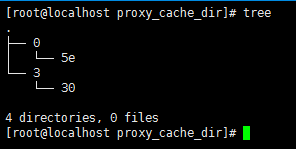 [root@localhost proxy_cache_dir]# tree
.
├── 0
│   └── 5e
└── 3
    └── 30

4 directories, 0 files
[root@localhost proxy_cache_dir]#